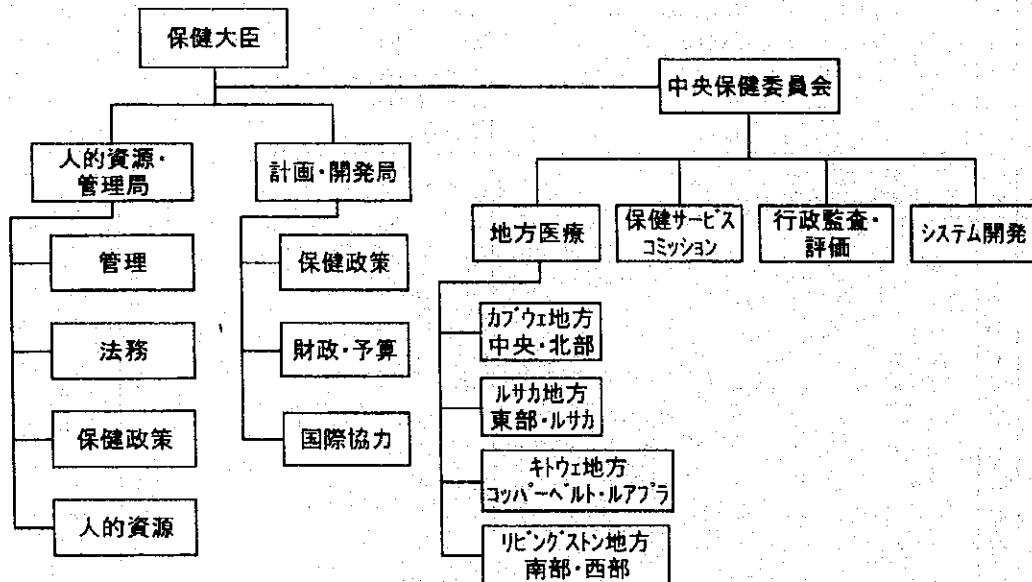 保健大臣
中央保健委員会
人的資源・
管理局
計画・開発局
地方医療
保健サービス
コミッション
行政監査・
評価
システム開発
管理
法務
保健政策
人的資源
保健政策
財政・予算
国際協力
カブウェ地方
中央・北部
ルサカ地方
東部・ルサカ
キトウェ地方
コッパーベルト・ルアプラ
リビングストン地方
南部・西部